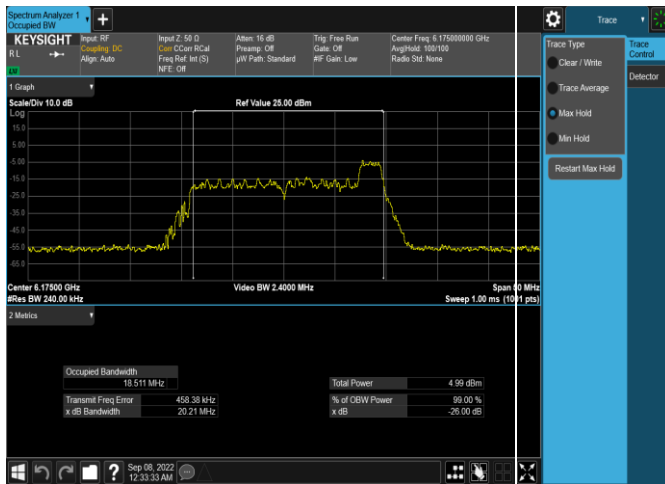 Spectrum Analyzer 1
Occupied BW
Trace
KEYSIGHT
R L
LU
Input: RF
Coupling: DC
Align: Auto
Input Z: 50 Ω
Corr CCorr RCal
Freq Ref: Int (S)
NFE: Off
Atten: 16 dB
Preamp: Off
µW Path: Standard
Trig: Free Run
Gate: Off
#IF Gain: Low
Center Freq: 6.175000000 GHz
Avg|Hold: 100/100
Radio Std: None
Trace Type
Clear / Write
Trace Average
Max Hold
Min Hold
Restart Max Hold
Trace
Control
Detector
1 Graph
Scale/Div 10.0 dB
Ref Value 25.00 dBm
Log
15.0
5.00
-5.00
-15.0
-25.0
-35.0
-45.0
-55.0
-65.0
Center 6.17500 GHz
Video BW 2.4000 MHz
Span 50 MHz
#Res BW 240.00 kHz
Sweep 1.00 ms (1001 pts)
2 Metrics
Occupied Bandwidth
18.511 MHz
Total Power 4.99 dBm
Transmit Freq Error 458.38 kHz
% of OBW Power 99.00 %
x dB Bandwidth 20.21 MHz
x dB -26.00 dB
Sep 08, 2022
12:33:33 AM